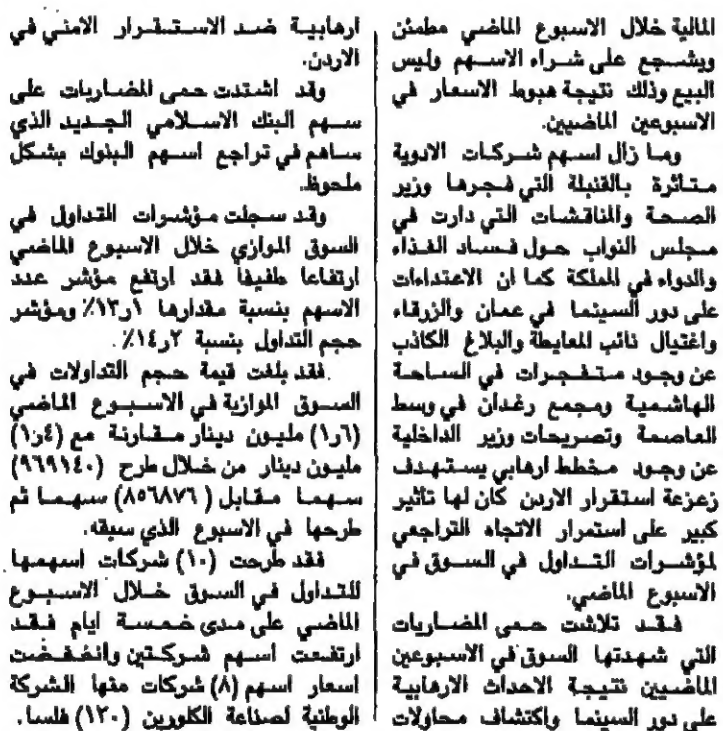 المالية خلال الاسبوع الماضي مطمئن
ويشجع على شراء الاسهم وليس
البيع وذلك نتيجة هبوط الاسعار في
الاسبوعين الماضيين.
وما زال اسهم شركات الادوية
متاثرة بالقنبلة التي فجرها وزير
الصحة والمناقشات التي دارت في
مجلس النواب حول فساد الغذاء
والدواء في المملكة كما ان الاعتداءات
على دور السينما في عمان والزرقاء
واغتيال نائب المعايطة والبلاغ الكاذب
عن وجود متفجرات في الساحة
الهاشمية ومجمع رغدان في وسط
العاصمة وتصريحات وزير الداخلية
عن وجود مخطط ارهابي يستهدف
زعزعة استقرار الاردن كان لها تاثير
كبير على استمرار الاتجاه التراجعي
لمؤشرات التداول في السوق في
الاسبوع الماضي.
فقد تلاشت حمى المضاربات
التي شهدتها السوق في الاسبوعين
الماضيين نتيجة الاحداث الارهابية
على دور السينما واكتشاف محاولات
ارهابية ضد الاستقرار الامني في
الاردن.
وقد اشتدت حمى المضاربات على
سهم البنك الاسلامي الجديد الذي
ساهم في تراجع اسهم البنوك بشكل
ملحوظ.
وقد سجلت مؤشرات التداول في
السوق الموازي خلال الاسبوع الماضي
ارتفاعا طفيفا فقد ارتفع مؤشر عدد
الاسهم بنسبة مقدارها ١ر١٣٪ ومؤشر
حجم التداول بنسبة ٢ر١٤٪.
فقد بلغت قيمة حجم التداولات في
السوق الموازية في الاسبوع الماضي
(٦ر١) مليون دينار مقارنة مع (٤ر١)
مليون دينار من خلال طرح (٩٦٩١٤٠)
سهما مقابل (٨٥٦٨٧٦) سهما تم
طرحها في الاسبوع الذي سبقه.
فقد طرحت (١٠) شركات اسهمها
للتداول في السوق خلال الاسبوع
الماضي على مدى خمسة ايام فقد
ارتفعت اسهم شركتين وانخفضت
اسعار اسهم (٨) شركات منها الشركة
الوطنية لصناعة الكلورين (١٢٠) فلسا.